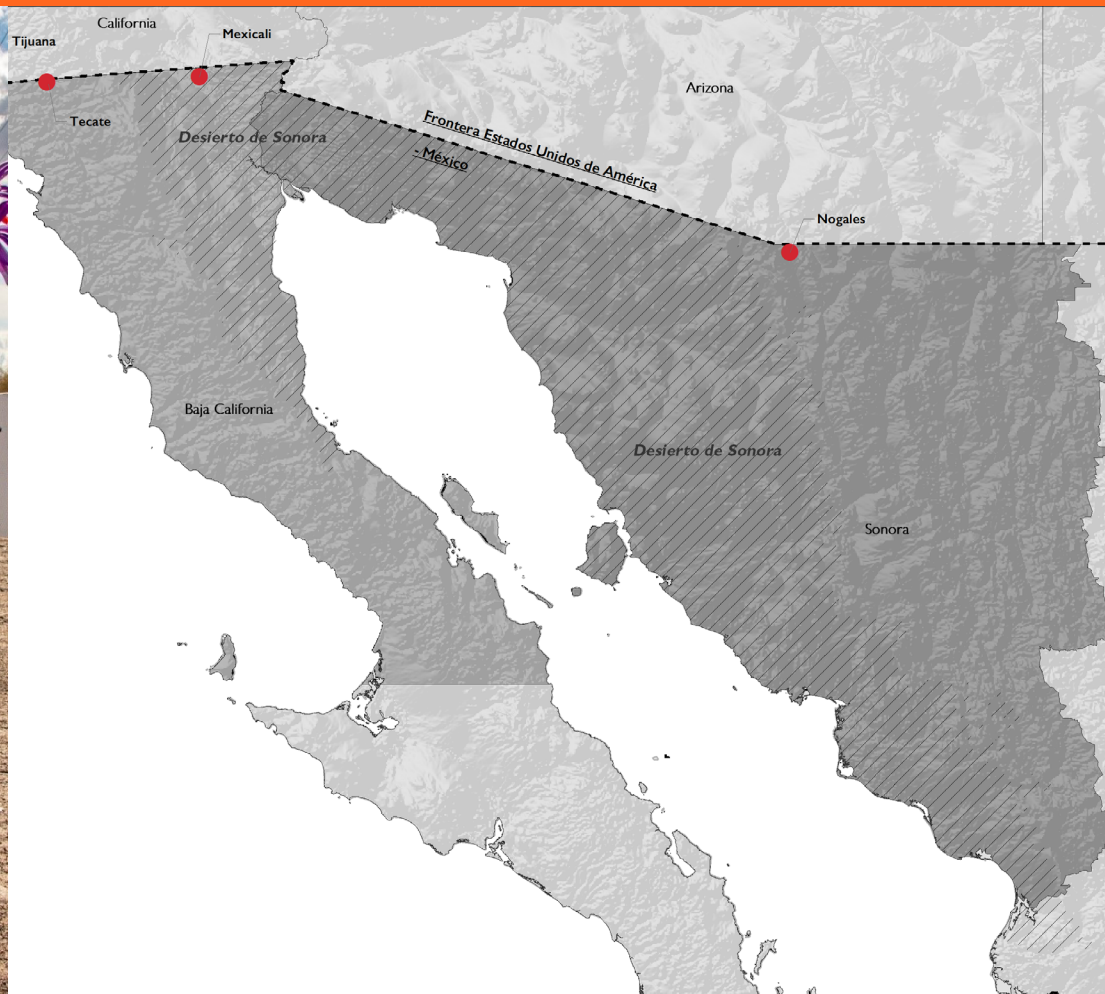 California
Mexicali
Tijuana
Arizona
Tecate
Frontera Estados Unidos de América
- México
Desierto de Sonora
Nogales
Baja California
Desierto de Sonora
Sonora